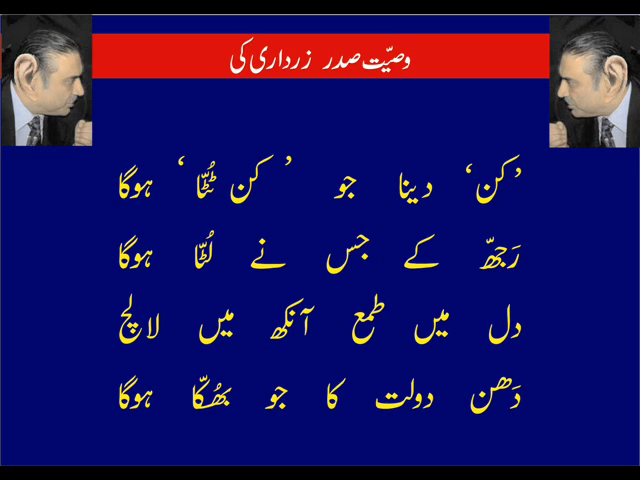 وصیّت صدر زرداری کی
’کن‘ دینا جو ’کن ٹُٹّا‘ ہوگا
رَجھّ کے جس نے لُٹّا ہوگا
دل میں طمع آنکھ میں لالچ
دَھن دولت کا جو بھُکّا ہوگا